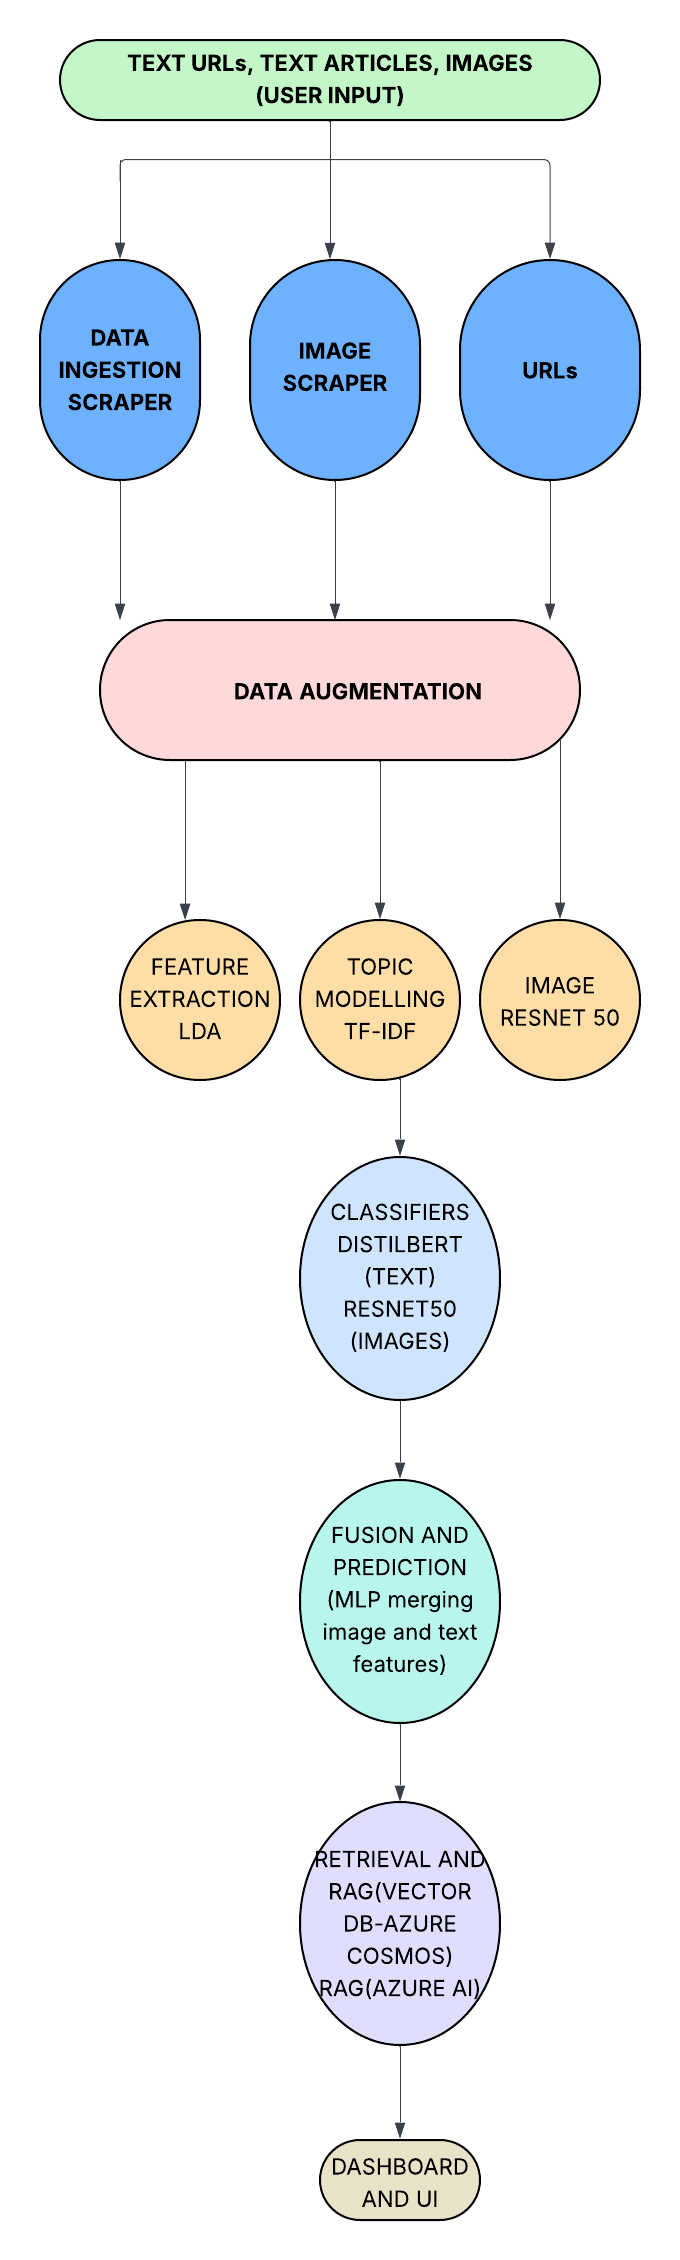 TEXT URLs, TEXT ARTICLES, IMAGES
(USER INPUT)
DATA
INGESTION
SCRAPER
IMAGE
SCRAPER
URLs
DATA AUGMENTATION
FEATURE
EXTRACTION
LDA
TOPIC
MODELLING
TF-IDF
IMAGE
RESNET 50
CLASSIFIERS
DISTILBERT
(TEXT)
RESNET50
(IMAGES)
FUSION AND
PREDICTION
(MLP merging
image and text
features)
RETRIEVAL AND
RAG(VECTOR
DB-AZURE
COSMOS)
RAG(AZURE AI)
DASHBOARD
AND UI